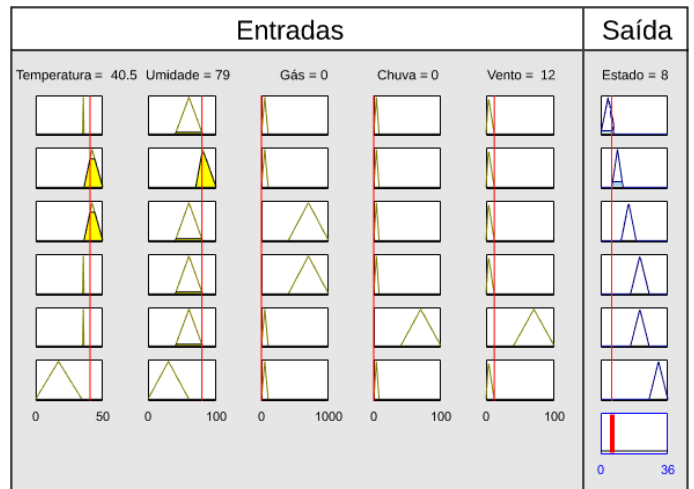 Entradas Saída
Temperatura = 40.5 Umidade = 79 Gás = 0 Chuva = 0 Vento = 12 Estado = 8
0 50 0 100 0 1000 0 100 0 100
0 36